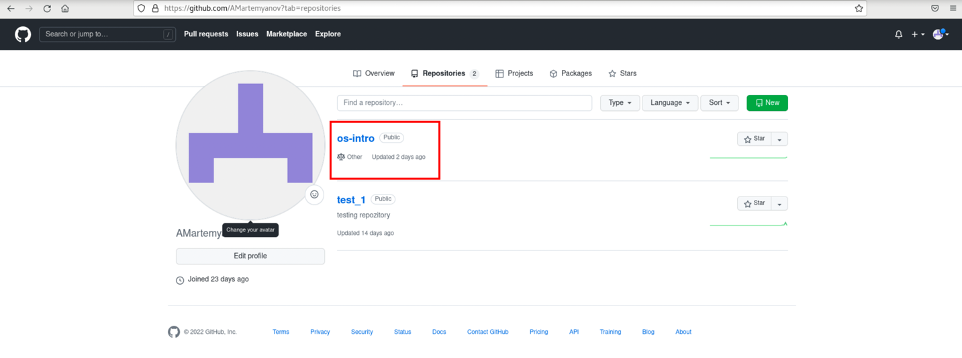 https://github.com/AMartemyanov?tab=repositories
Search or jump to… / Pull requests Issues Marketplace Explore
Overview Repositories 2 Projects Packages Stars
Find a repository… Type Language Sort New
os-intro Public Star
Other Updated 2 days ago
test_1 Public Star
testing repozitory
Updated 14 days ago
Change your avatar
AMartemy
Edit profile
Joined 23 days ago
© 2022 GitHub, Inc. Terms Privacy Security Status Docs Contact GitHub Pricing API Training Blog About